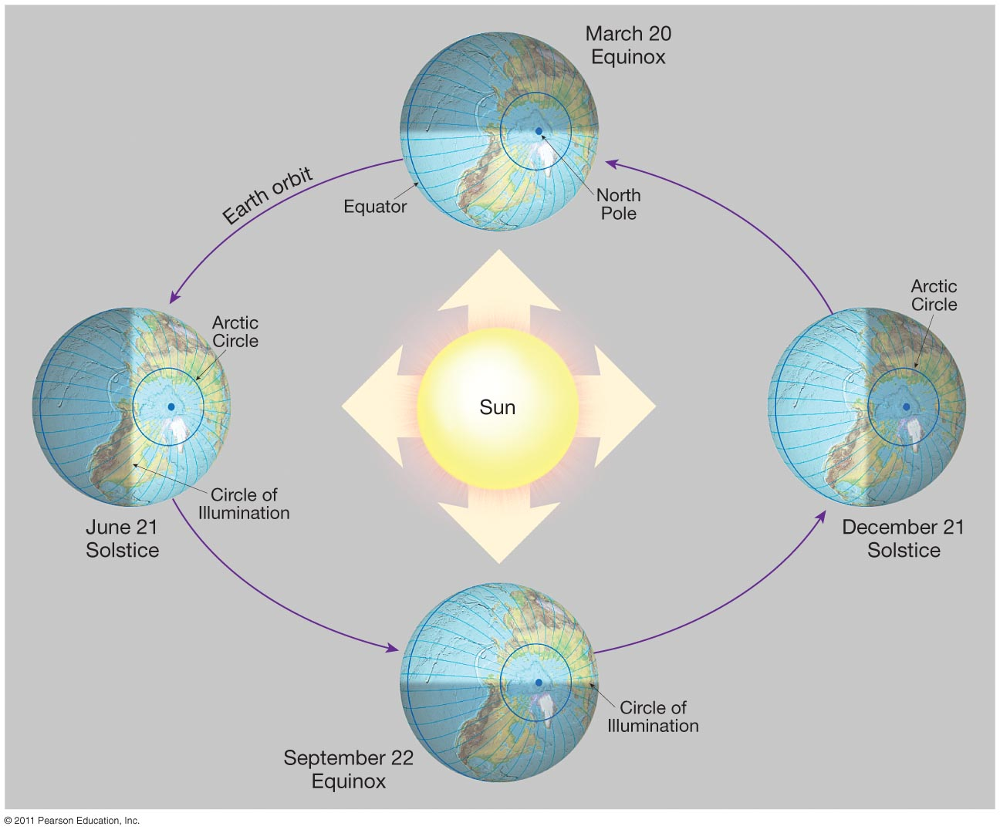 March 20
Equinox
Earth orbit
Equator
North
Pole
Arctic
Circle
Arctic
Circle
Sun
Circle of
Illumination
June 21
Solstice
December 21
Solstice
Circle of
Illumination
September 22
Equinox
© 2011 Pearson Education, Inc.